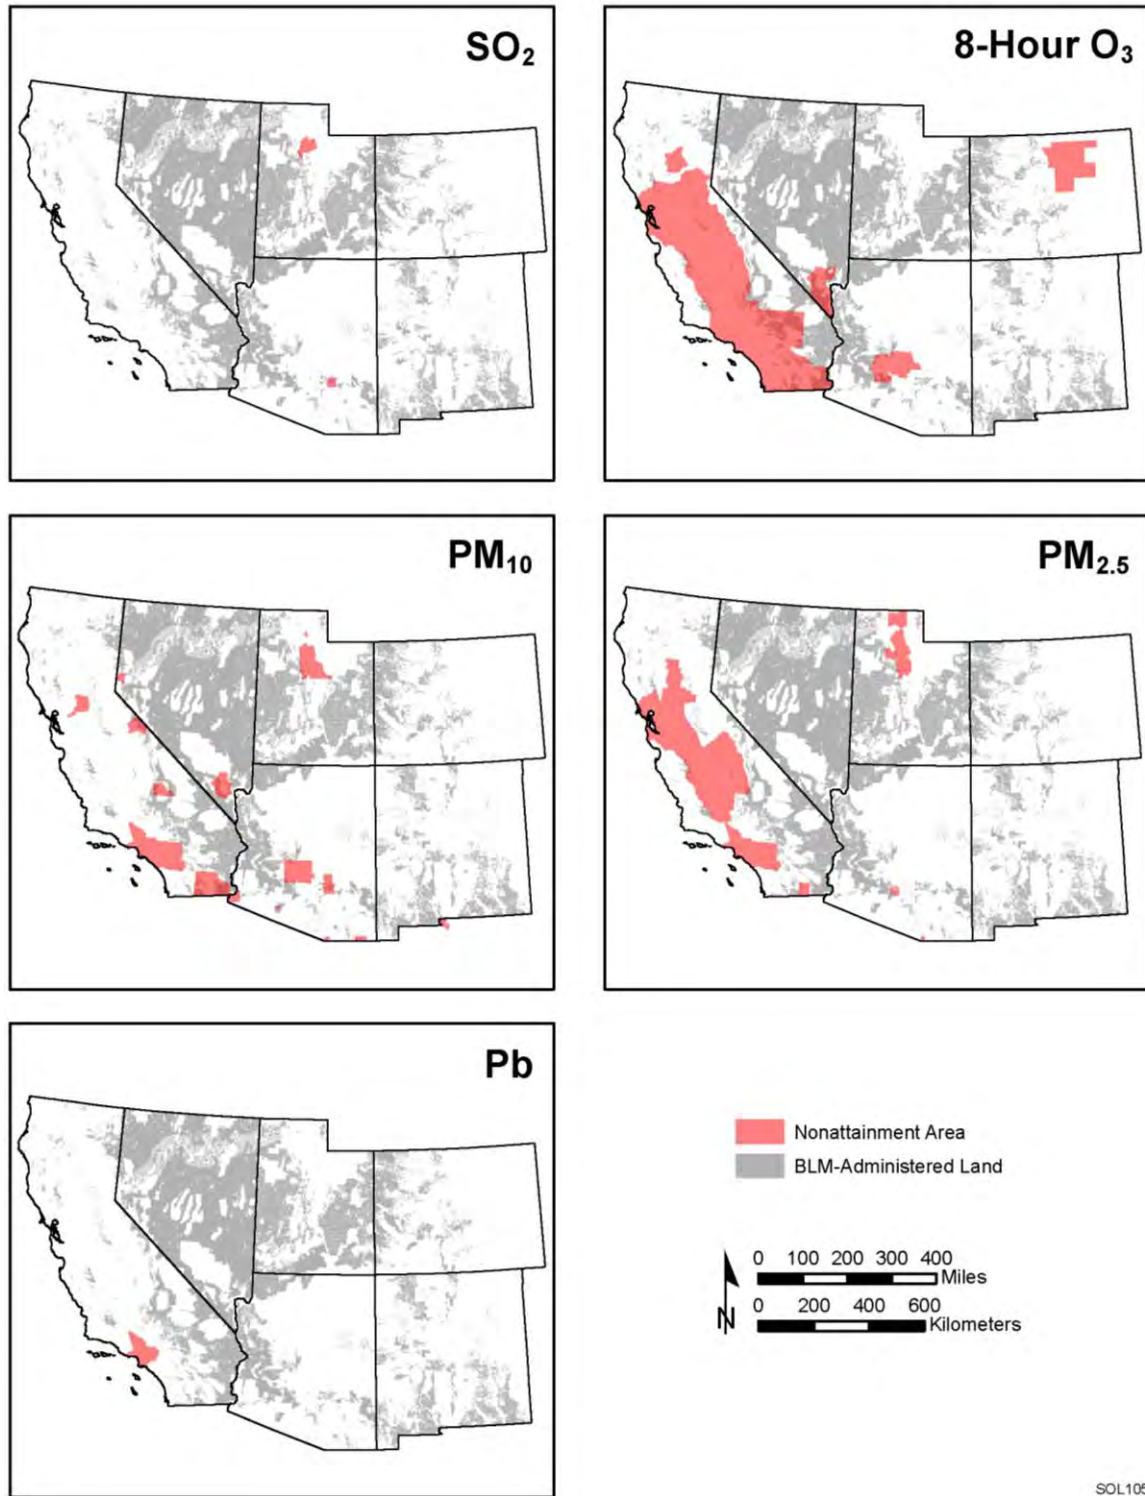 SO₂
8-Hour O₃
PM₁₀
PM₂.₅
Pb
Nonattainment Area
BLM-Administered Land
0 100 200 300 400
Miles
0 200 400 600
Kilometers
N
SOL105